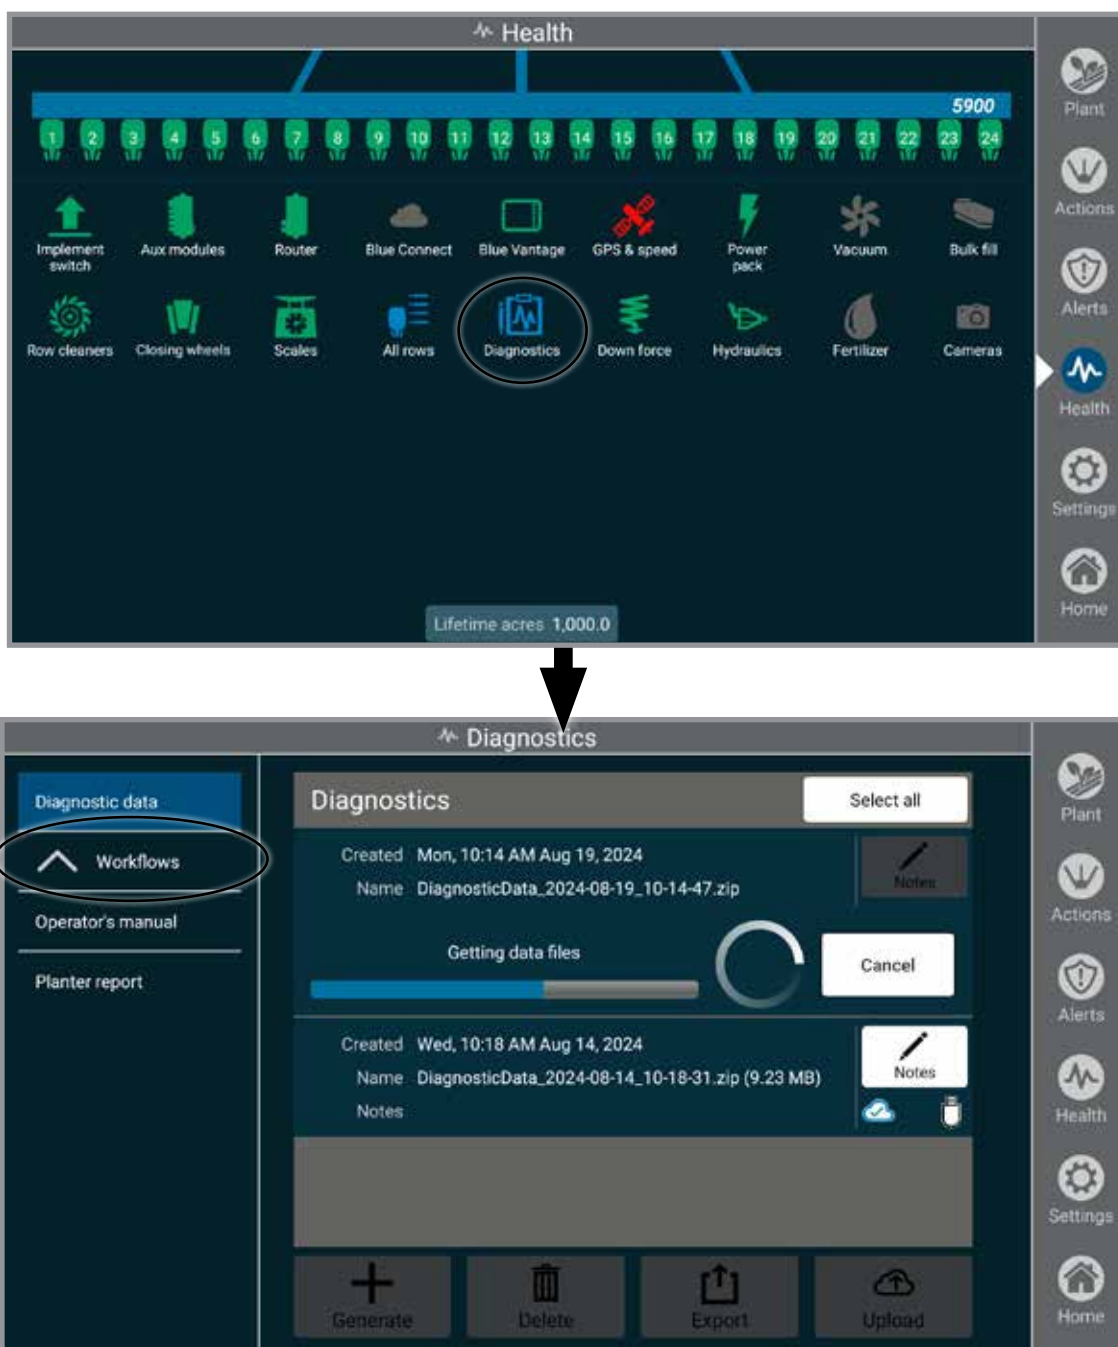 Health
5900
1 2 3 4 5 6 7 8 9 10 11 12 13 14 15 16 17 18 19 20 21 22 23 24
Implement switch
Aux modules
Router
Blue Connect
Blue Vantage
GPS & speed
Power pack
Vacuum
Bulk fill
Row cleaners
Closing wheels
Scales
All rows
Diagnostics
Down force
Hydraulics
Fertilizer
Cameras
Lifetime acres 1,000.0
Plant
Actions
Alerts
Health
Settings
Home
Diagnostics
Diagnostic data
Workflows
Operator's manual
Planter report
Diagnostics
Select all
Created Mon, 10:14 AM Aug 19, 2024
Name DiagnosticData_2024-08-19_10-14-47.zip
Notes
Getting data files
Cancel
Created Wed, 10:18 AM Aug 14, 2024
Name DiagnosticData_2024-08-14_10-18-31.zip (9.23 MB)
Notes
Notes
Generate
Delete
Export
Upload
Plant
Actions
Alerts
Health
Settings
Home